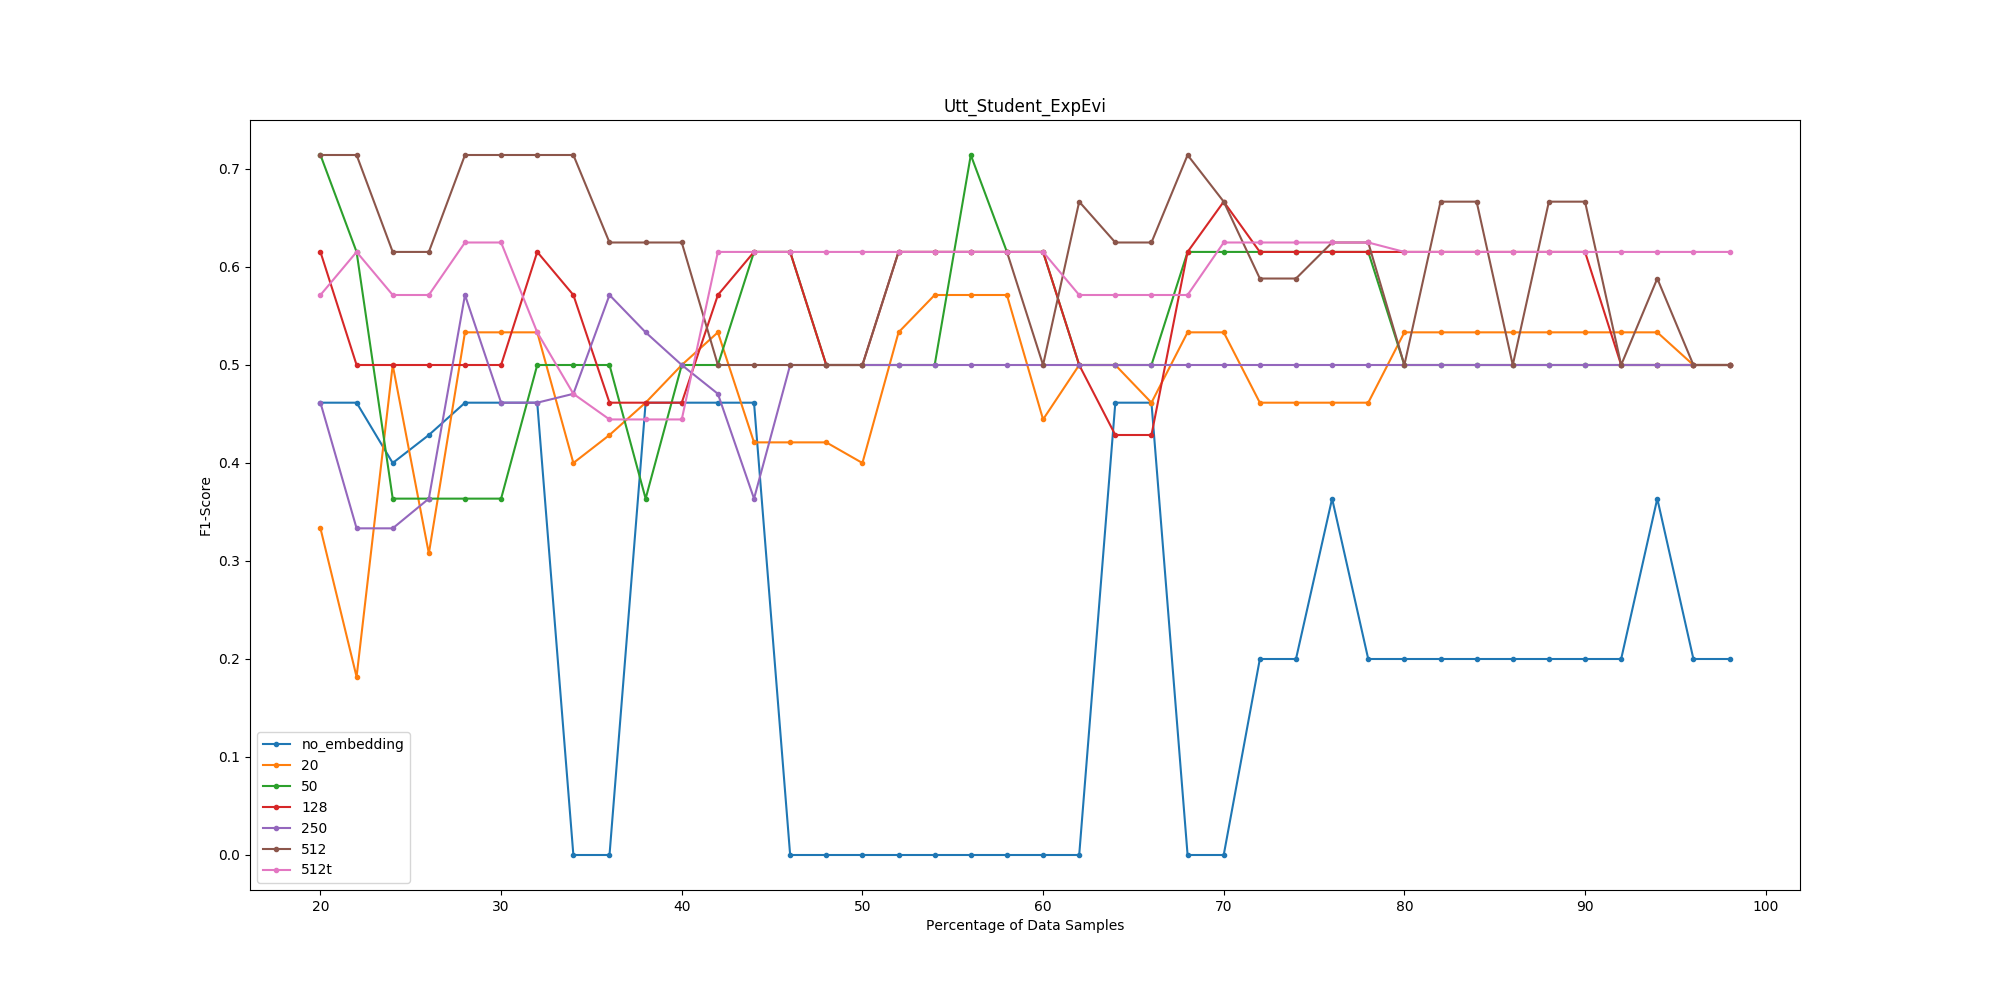 Utt_Student_ExpEvi
F1-Score
0.7
0.6
0.5
0.4
0.3
0.2
0.1
0.0
no_embedding
20
50
128
250
512
512t
20 30 40 50 60 70 80 90 100
Percentage of Data Samples